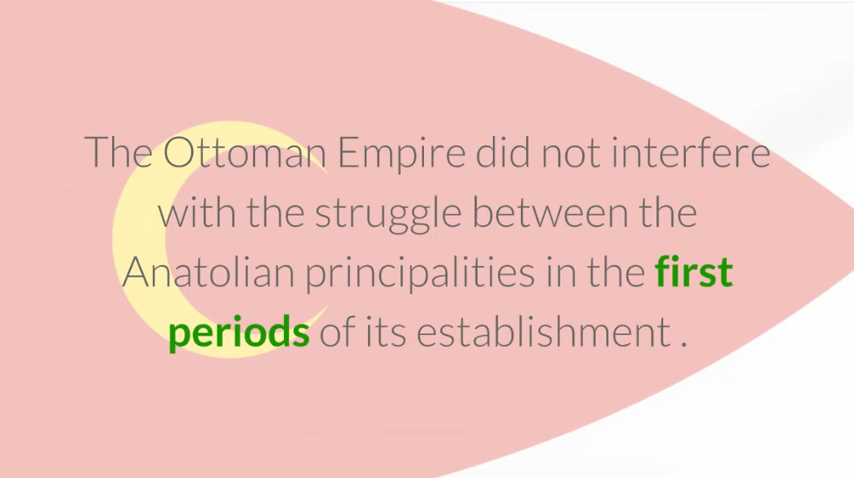 The Ottoman Empire did not interfere
with the struggle between the
Anatolian principalities in the first
periods of its establishment .